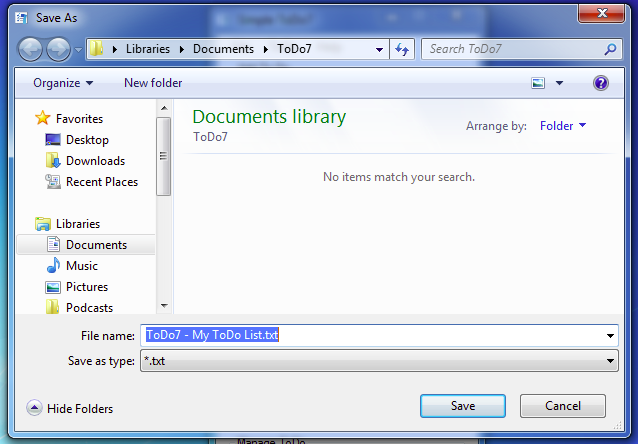 Save As
Libraries Documents ToDo7
Search ToDo7
Organize New folder
Favorites
Desktop
Downloads
Recent Places
Libraries
Documents
Music
Pictures
Podcasts
Documents library
ToDo7
Arrange by: Folder
No items match your search.
File name: ToDo7 - My ToDo List.txt
Save as type: *.txt
Hide Folders
Save Cancel
Manage ToDo